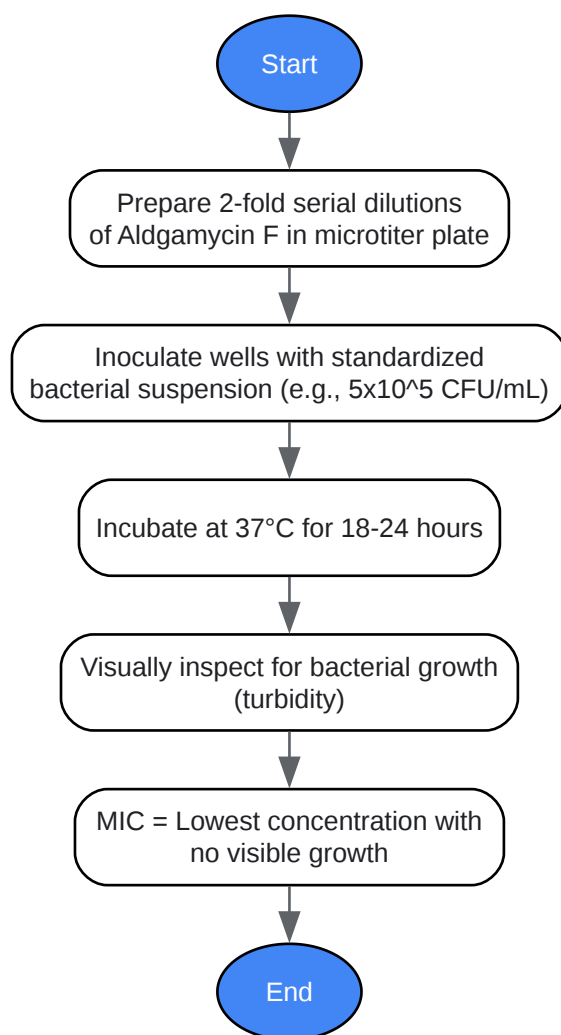 Start
Prepare 2-fold serial dilutions
of Aldgamycin F in microtiter plate
Inoculate wells with standardized
bacterial suspension (e.g., 5x10^5 CFU/mL)
Incubate at 37°C for 18-24 hours
Visually inspect for bacterial growth
(turbidity)
MIC = Lowest concentration with
no visible growth
End